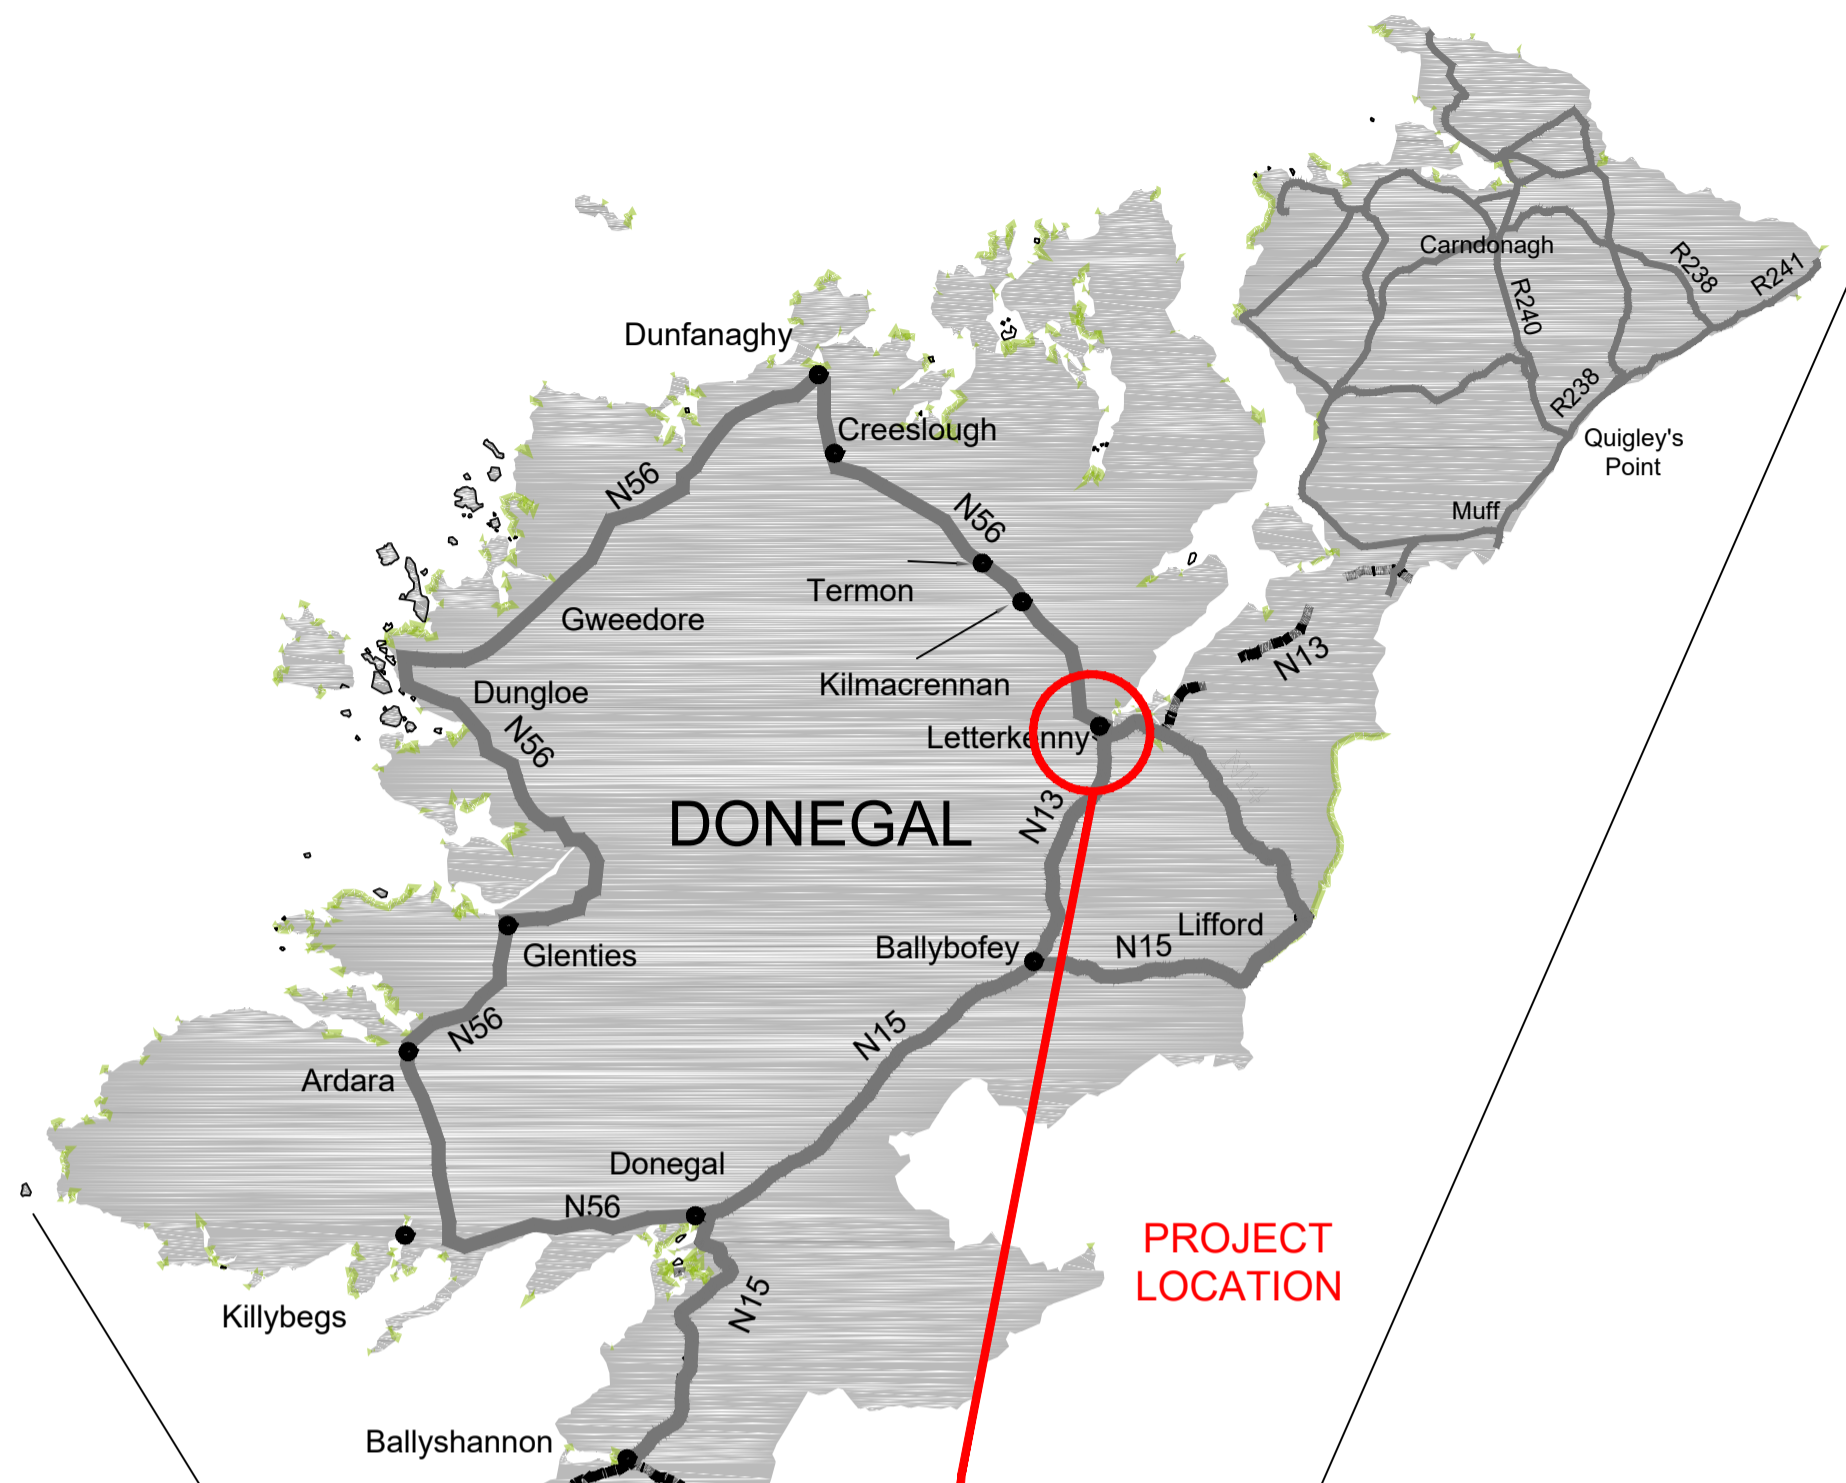 Carndonagh
R238
R241
R240
Dunfanaghy
R238
Creeslough
Quigley's
Point
N56
N56
Muff
Termon
Gweedore
N13
Kilmacrennan
Dungloe
Letterkenny
N56
N14
N13
DONEGAL
Lifford
Ballybofey
N15
Glenties
N56
N15
Ardara
Donegal
N56
PROJECT
LOCATION
N15
Killybegs
Ballyshannon